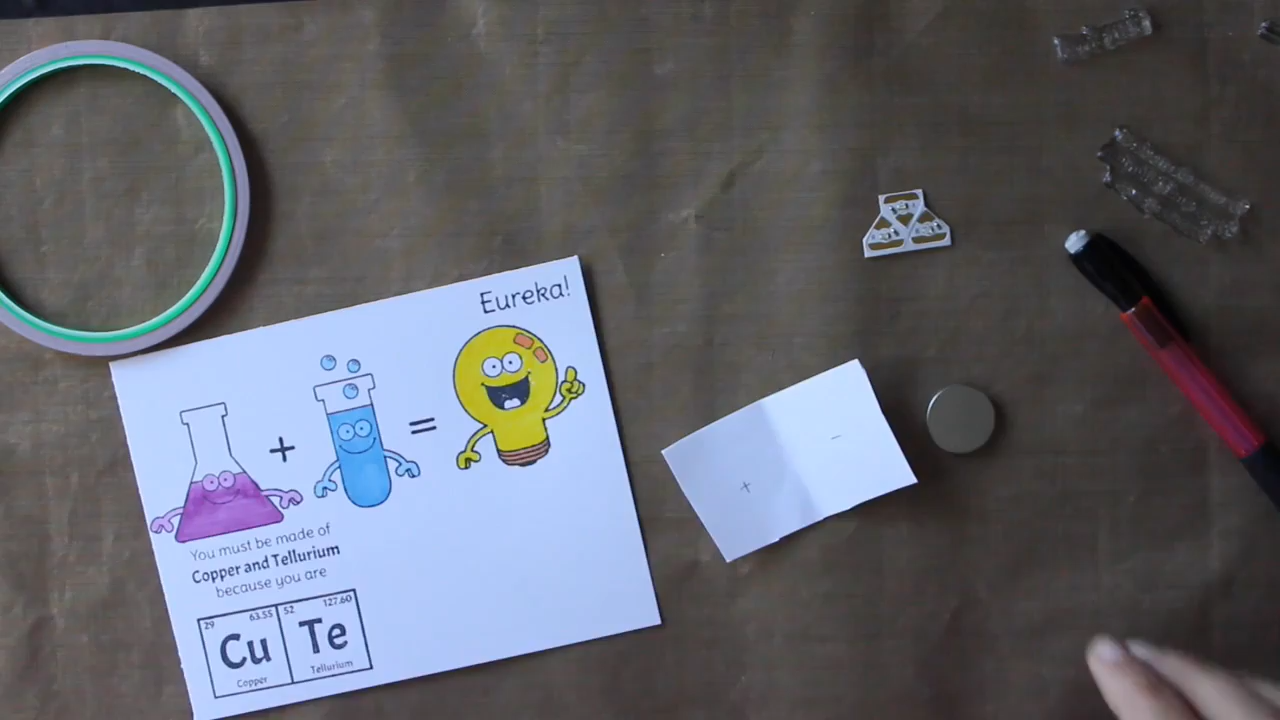 Eureka!
+ =
You must be made of
Copper and Tellurium
because you are
29 63.55 52 127.60
Cu Te
Copper Tellurium
+ -